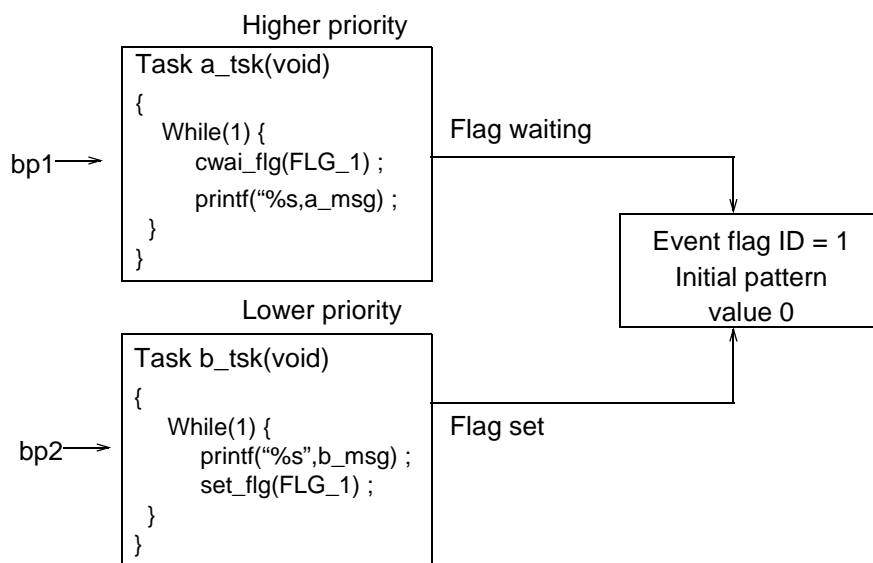 Higher priority
Task a_tsk(void)
{
While(1) {
bp1
cwai_flg(FLG_1) ;
printf(“%s,a_msg) ;
}
}
Flag waiting
Event flag ID = 1
Initial pattern
value 0
Lower priority
Task b_tsk(void)
{
While(1) {
bp2
printf(“%s”,b_msg) ;
set_flg(FLG_1) ;
}
}
Flag set